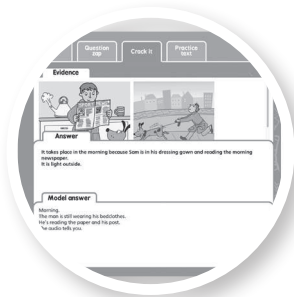 Question
zap
Crack it
Practice
text
Evidence
Answer
It takes place in the morning because Sam is in his dressing gown and reading the morning
newspaper.
It is light outside.
Model answer
Morning.
The man is still wearing his bedclothes.
He's reading the paper and his post.
The audio tells you.